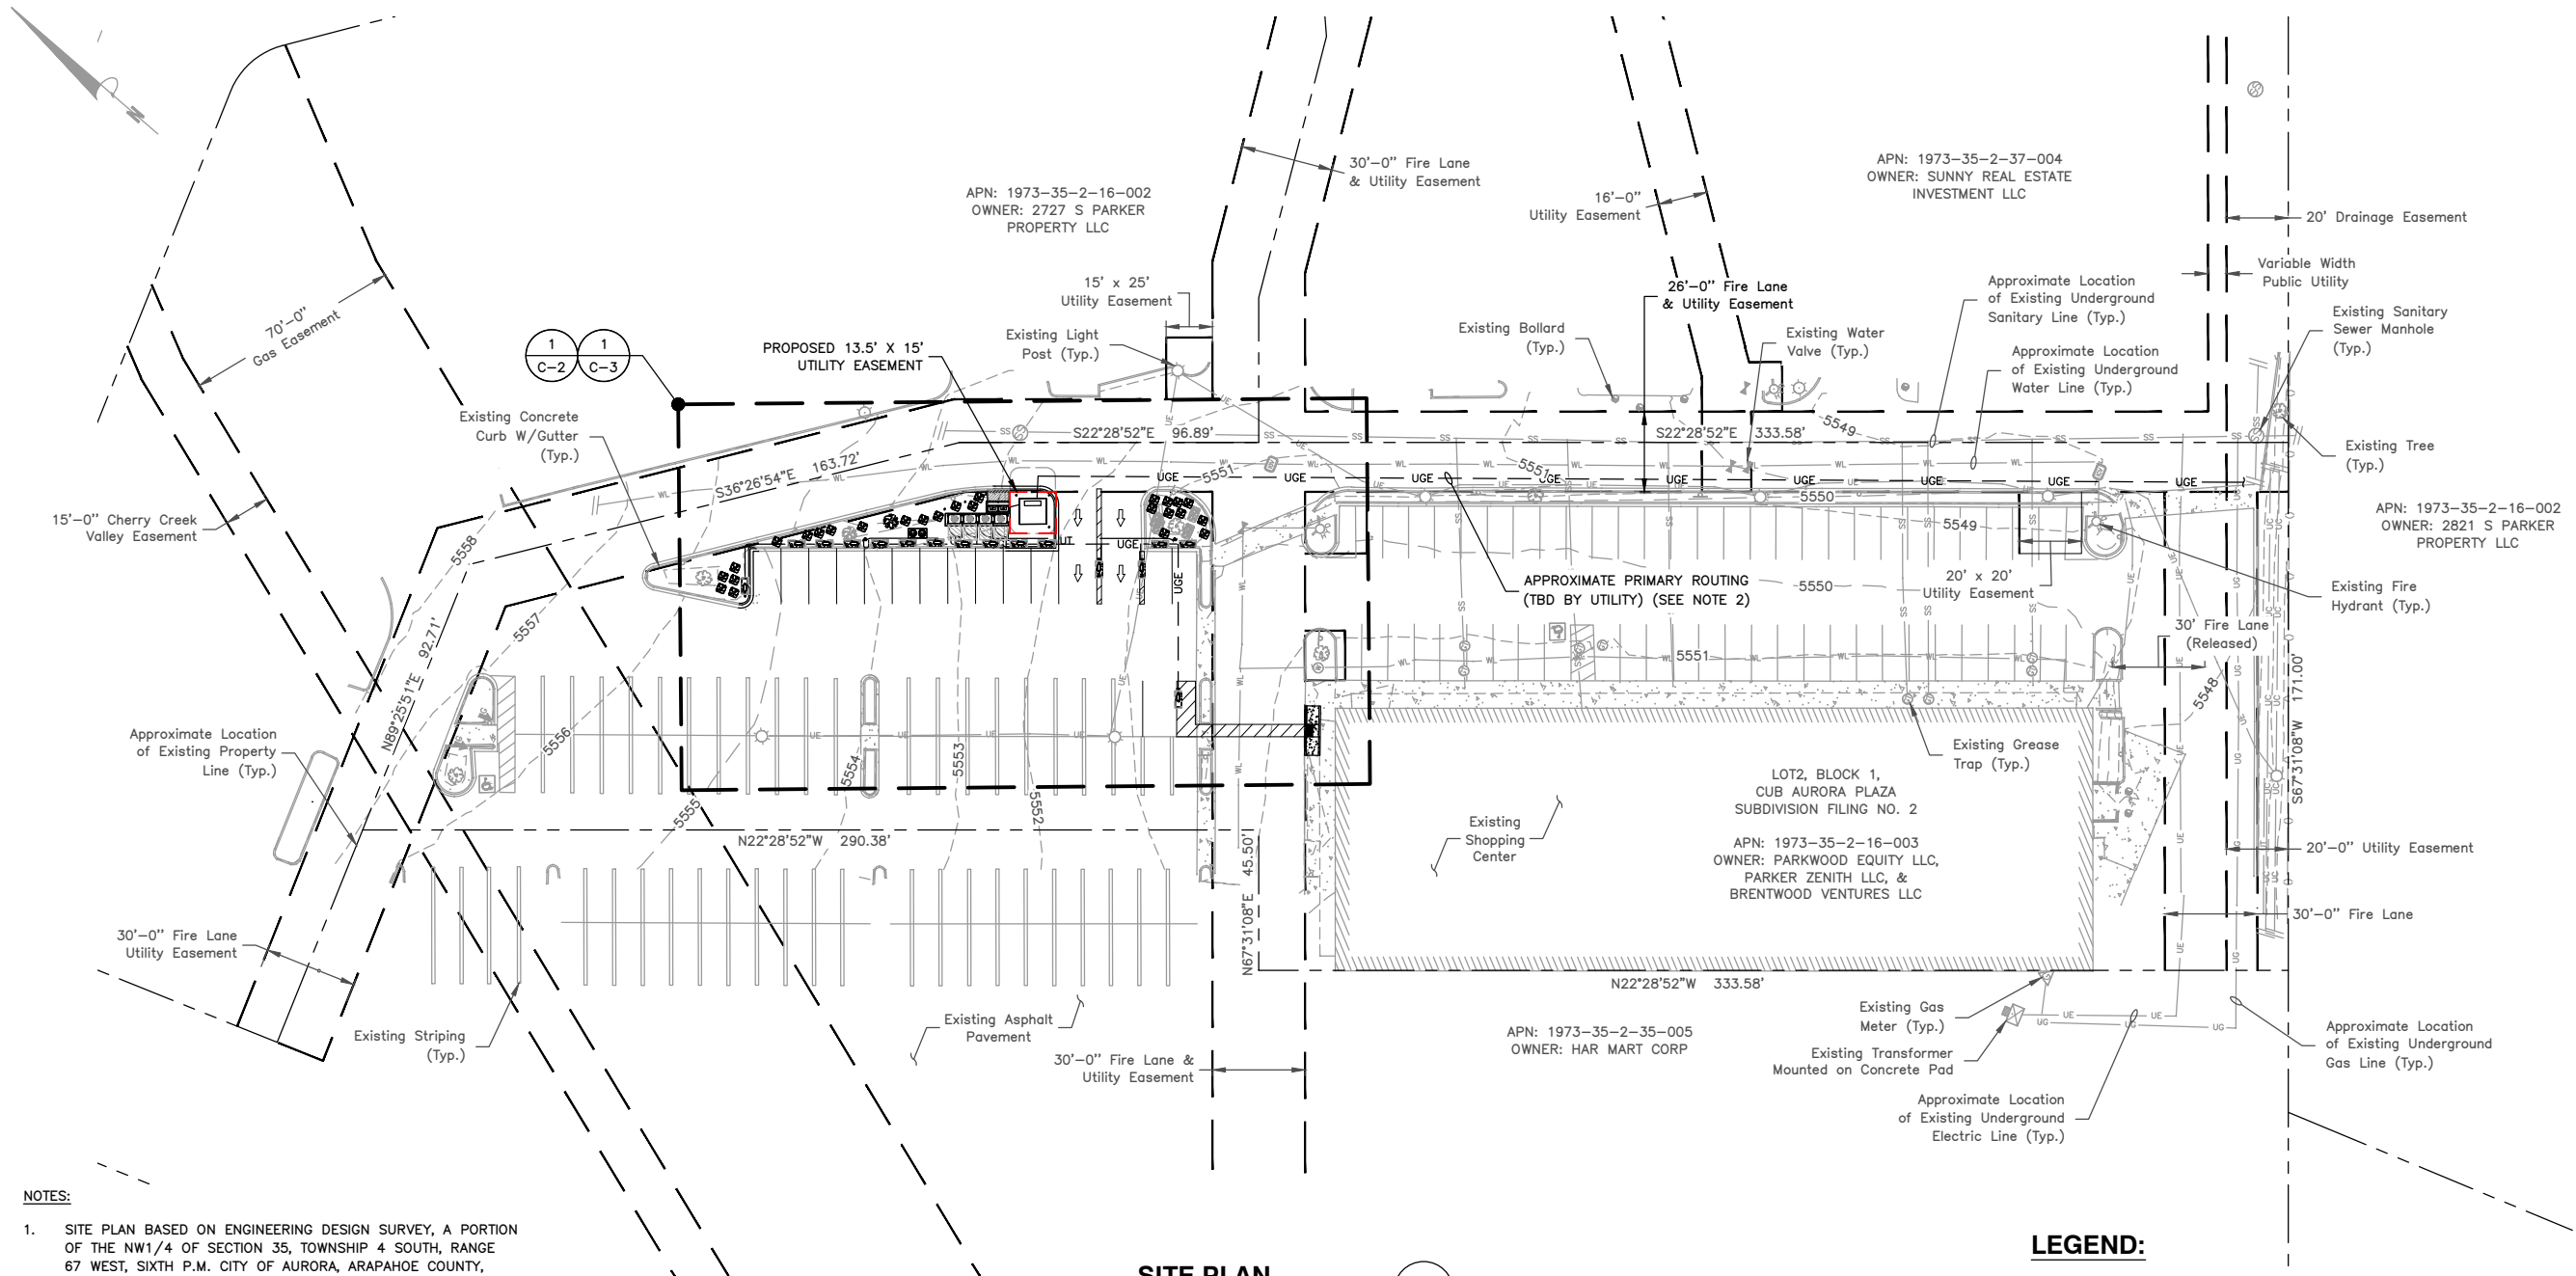 N
APN: 1973-35-2-16-002
OWNER: 2727 S PARKER
PROPERTY LLC
30'-0" Fire Lane
& Utility Easement
16'-0"
Utility Easement
APN: 1973-35-2-37-004
OWNER: SUNNY REAL ESTATE
INVESTMENT LLC
20' Drainage Easement
Variable Width
Public Utility
70'-0"
Gas Easement
15' x 25'
Utility Easement
26'-0" Fire Lane
& Utility Easement
Approximate Location
of Existing Underground
Sanitary Line (Typ.)
Existing Sanitary
Sewer Manhole
(Typ.)
1
C-2
1
C-3
PROPOSED 13.5' X 15'
UTILITY EASEMENT
Existing Light
Post (Typ.)
Existing Bollard
(Typ.)
Existing Water
Valve (Typ.)
Approximate Location
of Existing Underground
Water Line (Typ.)
Existing Concrete
Curb W/Gutter
(Typ.)
S22°28'52"E 96.89'
S22°28'52"E 333.58'
5549
Existing Tree
(Typ.)
S36°26'54"E 163.72'
5551
5551
UGE UGE UGE UGE UGE UGE UGE UGE UGE
5550
5549
15'-0" Cherry Creek
Valley Easement
5558
UT
UGE
UGE
APN: 1973-35-2-16-002
OWNER: 2821 S PARKER
PROPERTY LLC
APPROXIMATE PRIMARY ROUTING
(TBD BY UTILITY) (SEE NOTE 2)
5550
20' x 20'
Utility Easement
Existing Fire
Hydrant (Typ.)
30' Fire Lane
(Released)
5557
N89°25'51"E 92.71'
5551
5548
S67°31'08"W 171.00'
Approximate Location
of Existing Property
Line (Typ.)
5556
5555
5554
5553
5552
Existing Grease
Trap (Typ.)
LOT2, BLOCK 1,
CUB AURORA PLAZA
SUBDIVISION FILING NO. 2
Existing
Shopping
Center
APN: 1973-35-2-16-003
OWNER: PARKWOOD EQUITY LLC,
PARKER ZENITH LLC, &
BRENTWOOD VENTURES LLC
N22°28'52"W 290.38'
20'-0" Utility Easement
N67°31'08"E 45.50'
30'-0" Fire Lane
30'-0" Fire Lane
Utility Easement
N22°28'52"W 333.58'
Existing Striping
(Typ.)
Existing Asphalt
Pavement
30'-0" Fire Lane &
Utility Easement
APN: 1973-35-2-35-005
OWNER: HAR MART CORP
Existing Gas
Meter (Typ.)
Existing Transformer
Mounted on Concrete Pad
Approximate Location
of Existing Underground
Gas Line (Typ.)
Approximate Location
of Existing Underground
Electric Line (Typ.)
NOTES:
1. SITE PLAN BASED ON ENGINEERING DESIGN SURVEY, A PORTION
OF THE NW1/4 OF SECTION 35, TOWNSHIP 4 SOUTH, RANGE
67 WEST, SIXTH P.M. CITY OF AURORA, ARAPAHOE COUNTY,
SITE PLAN
LEGEND: